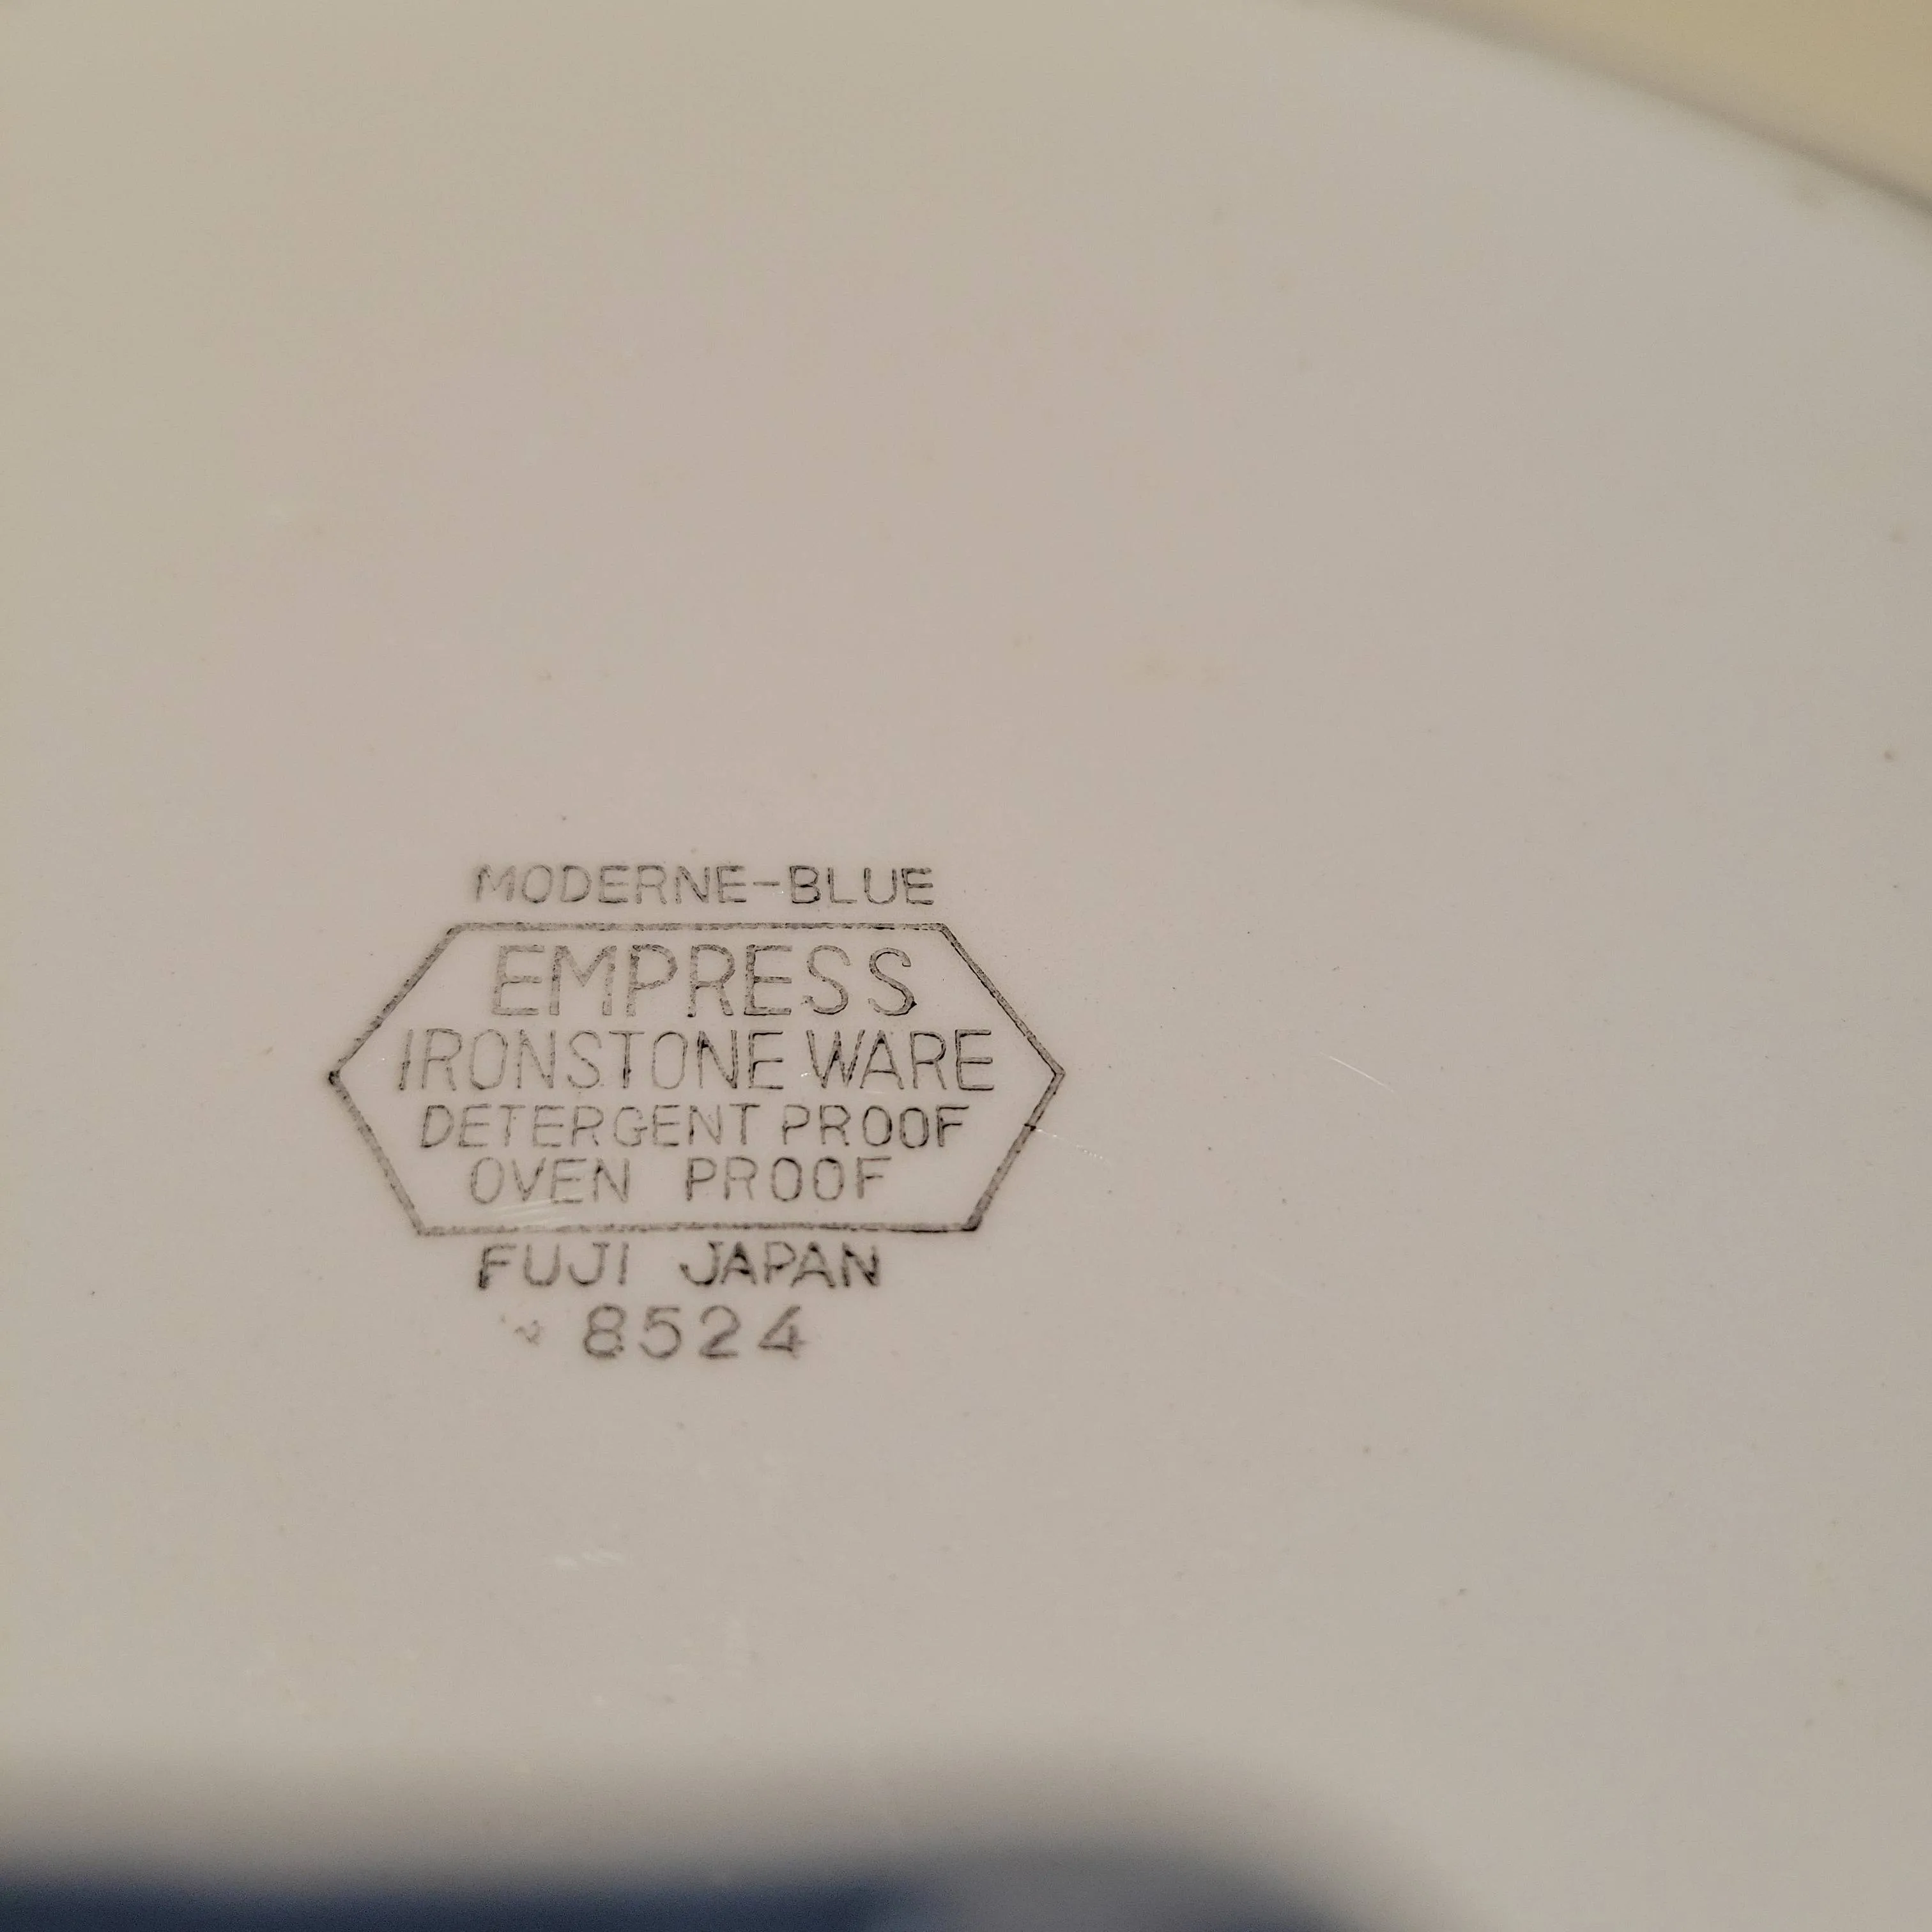 MODERNE-BLUE
EMPRESS
IRONSTONE WARE
DETERGENT PROOF
OVEN PROOF
FUJI JAPAN
8524